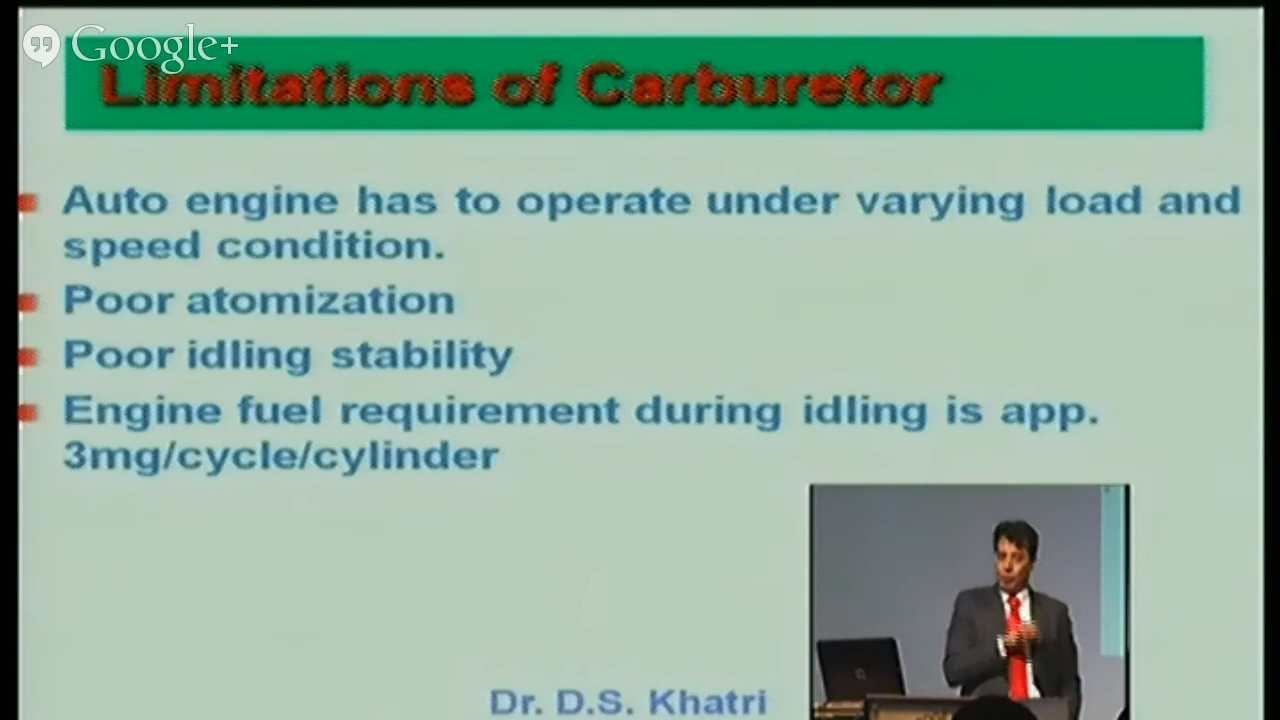 Google+
Limitations of Carburetor
Auto engine has to operate under varying load and
speed condition.
Poor atomization
Poor idling stability
Engine fuel requirement during idling is app.
3mg/cycle/cylinder
Dr. D.S. Khatri